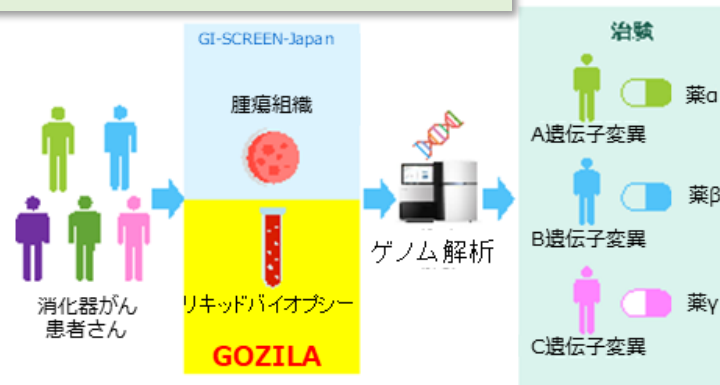 GI-SCREEN-Japan
腫瘍組織
リキッドバイオプシー
GOZILA
消化器がん
患者さん
ゲノム解析
治験
薬α
A遺伝子変異
薬β
B遺伝子変異
薬γ
C遺伝子変異